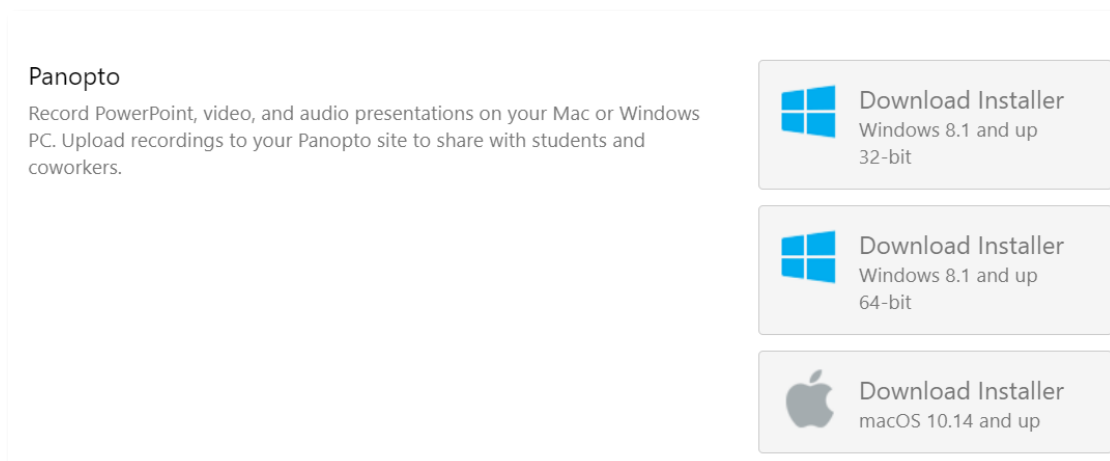 Panopto
Record PowerPoint, video, and audio presentations on your Mac or Windows
PC. Upload recordings to your Panopto site to share with students and
coworkers.
Download Installer
Windows 8.1 and up
32-bit
Download Installer
Windows 8.1 and up
64-bit
Download Installer
macOS 10.14 and up